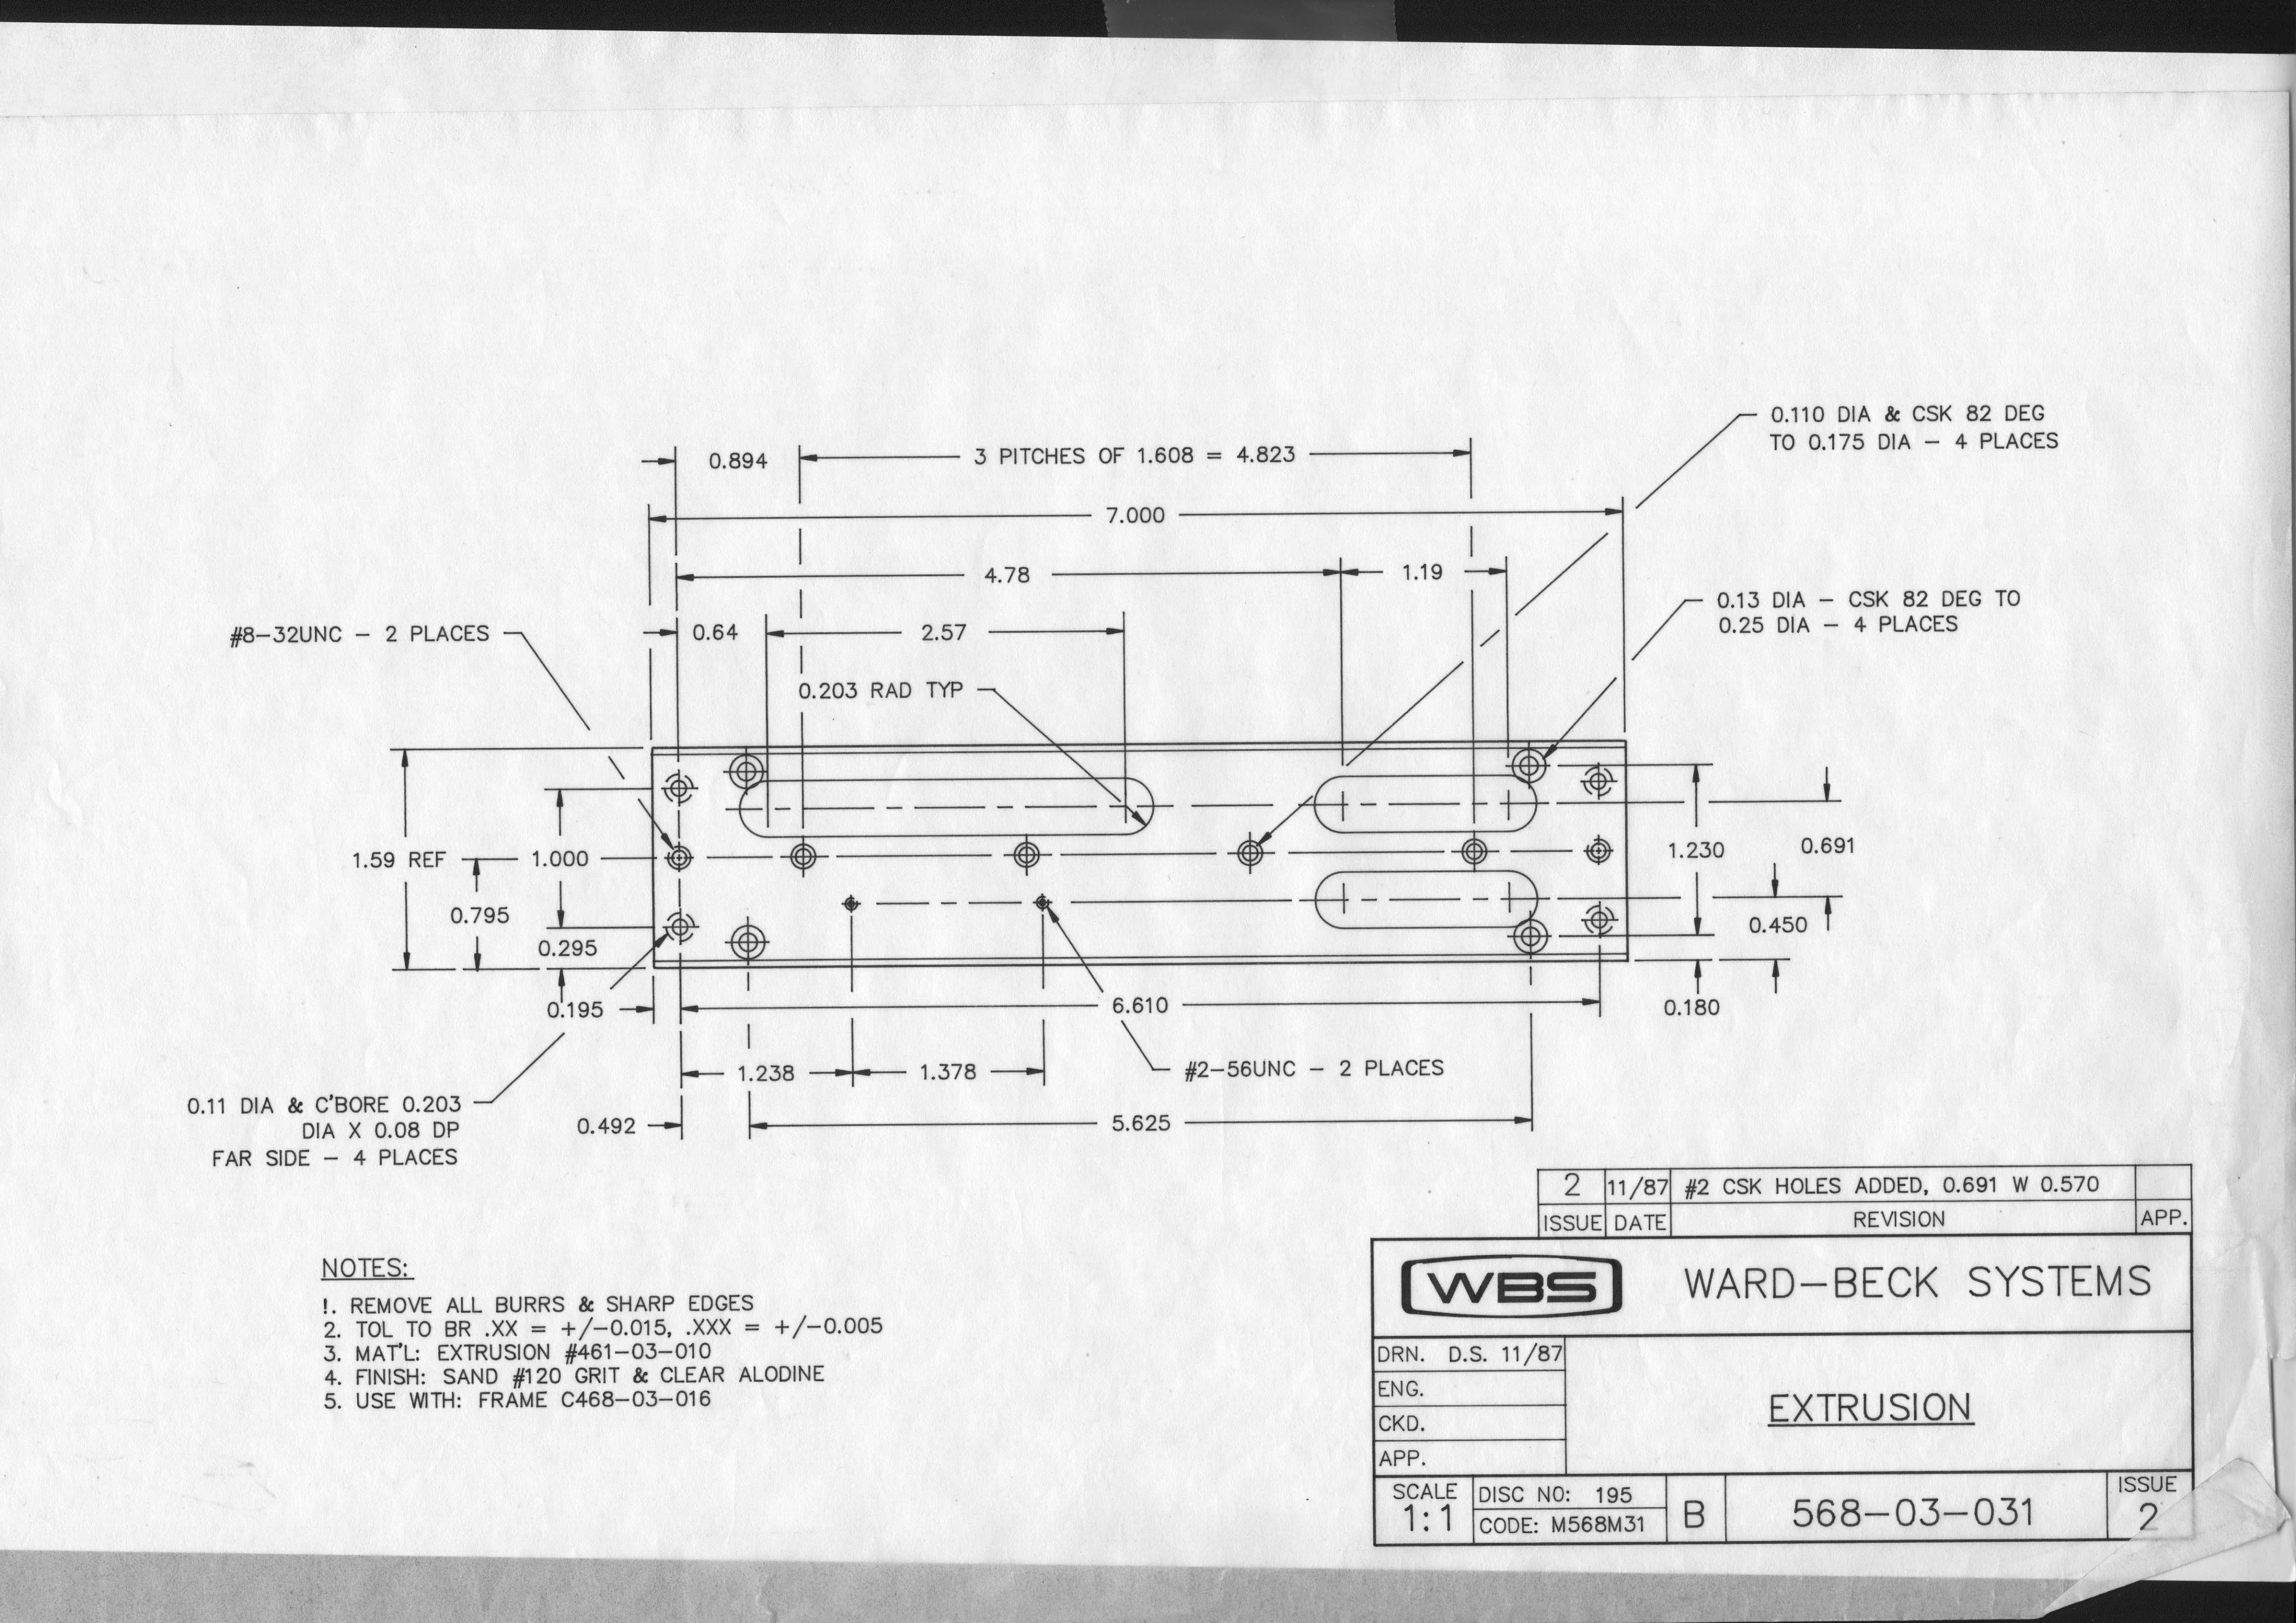 0.110 DIA & CSK 82 DEG
TO 0.175 DIA – 4 PLACES
0.894
3 PITCHES OF 1.608 = 4.823
7.000
4.78
1.19
0.13 DIA – CSK 82 DEG TO
0.25 DIA – 4 PLACES
#8–32UNC – 2 PLACES
0.64
2.57
0.203 RAD TYP
1.59 REF
1.000
0.795
0.295
0.195
1.230
0.691
0.450
0.180
6.610
1.238
1.378
#2–56UNC – 2 PLACES
0.492
5.625
0.11 DIA & C'BORE 0.203
DIA X 0.08 DP
FAR SIDE – 4 PLACES
NOTES:
!. REMOVE ALL BURRS & SHARP EDGES
2. TOL TO BR .XX = +/–0.015, .XXX = +/–0.005
3. MAT'L: EXTRUSION #461–03–010
4. FINISH: SAND #120 GRIT & CLEAR ALODINE
5. USE WITH: FRAME C468–03–016
2 11/87 #2 CSK HOLES ADDED, 0.691 W 0.570
ISSUE DATE REVISION APP.
WBS WARD–BECK SYSTEMS
DRN. D.S. 11/87
ENG.
CKD.
APP.
EXTRUSION
SCALE
1:1
DISC NO: 195
CODE: M568M31
B
568–03–031
ISSUE
2